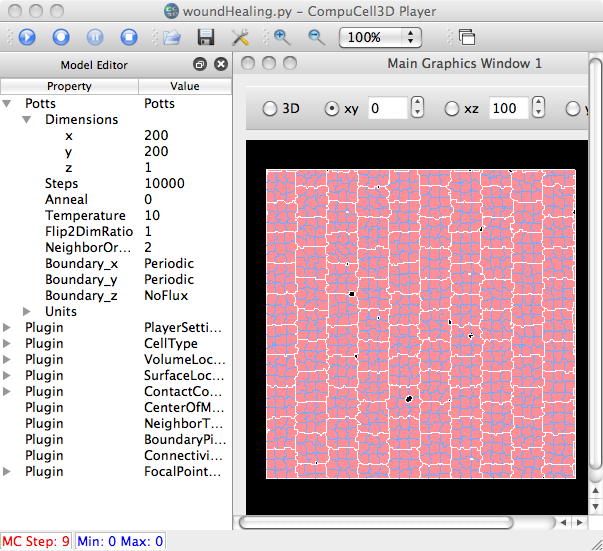 woundHealing.py - CompuCell3D Player
100%
Model Editor
Main Graphics Window 1
Property Value
3D xy 0 xz 100 y
Potts Potts
Dimensions
x 200
y 200
z 1
Steps 10000
Anneal 0
Temperature 10
Flip2DimRatio 1
NeighborOr... 2
Boundary_x Periodic
Boundary_y Periodic
Boundary_z NoFlux
Units
Plugin PlayerSetti...
Plugin CellType
Plugin VolumeLoc...
Plugin SurfaceLoc...
Plugin ContactCo...
Plugin CenterOfM...
Plugin NeighborT...
Plugin BoundaryPi...
Plugin Connectivi...
Plugin FocalPoint...
MC Step: 9 Min: 0 Max: 0